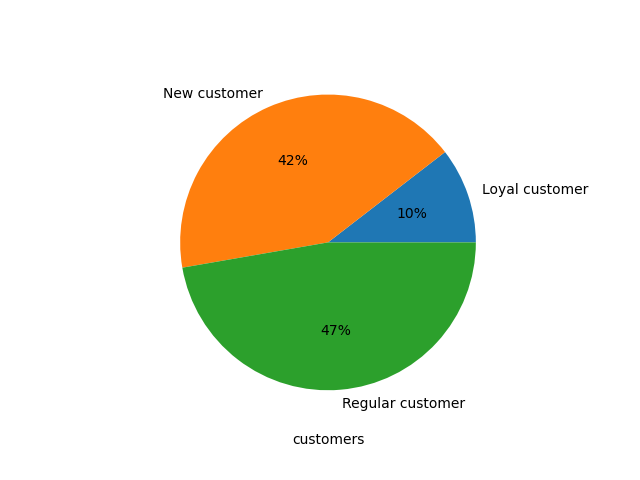 New customer
42%
Loyal customer
10%
47%
Regular customer
customers